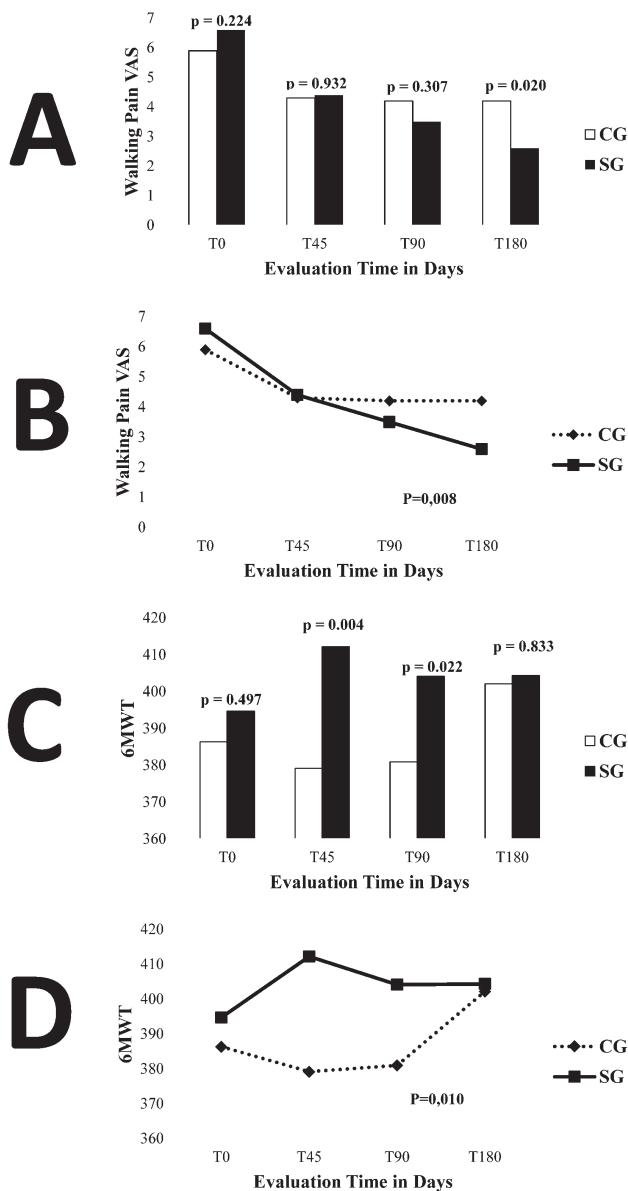 A
Walking Pain VAS
7
6
5
4
3
2
1
0
p = 0.224
p = 0.932
p = 0.307
p = 0.020
T0
T45
T90
T180
Evaluation Time in Days
CG
SG
B
Walking Pain VAS
7
6
5
4
3
2
1
0
P=0,008
T0
T45
T90
T180
Evaluation Time in Days
CG
SG
C
6MWT
420
410
400
390
380
370
360
p = 0.497
p = 0.004
p = 0.022
p = 0.833
T0
T45
T90
T180
Evaluation Time in Days
CG
SG
D
6MWT
420
410
400
390
380
370
360
P=0,010
T0
T45
T90
T180
Evaluation Time in Days
CG
SG